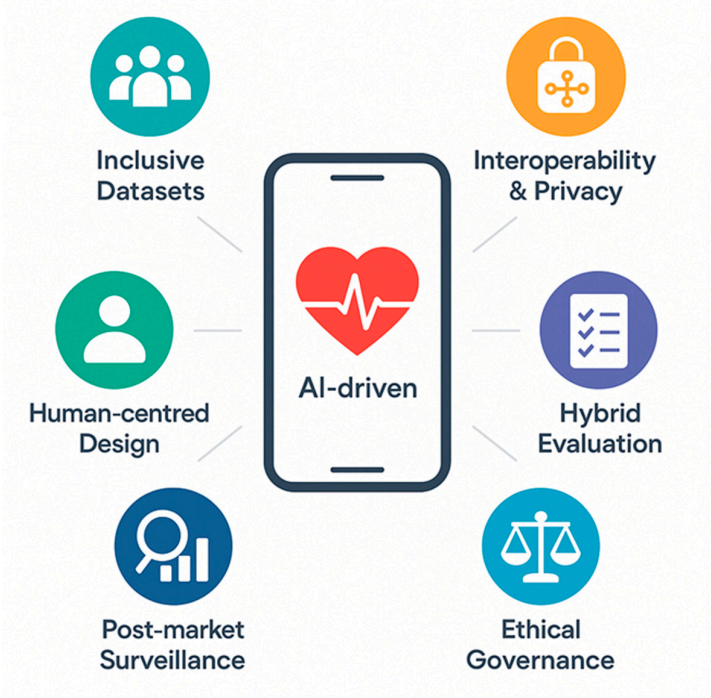 Inclusive
Datasets
Interoperability
& Privacy
AI-driven
Human-centred
Design
Hybrid
Evaluation
Post-market
Surveillance
Ethical
Governance